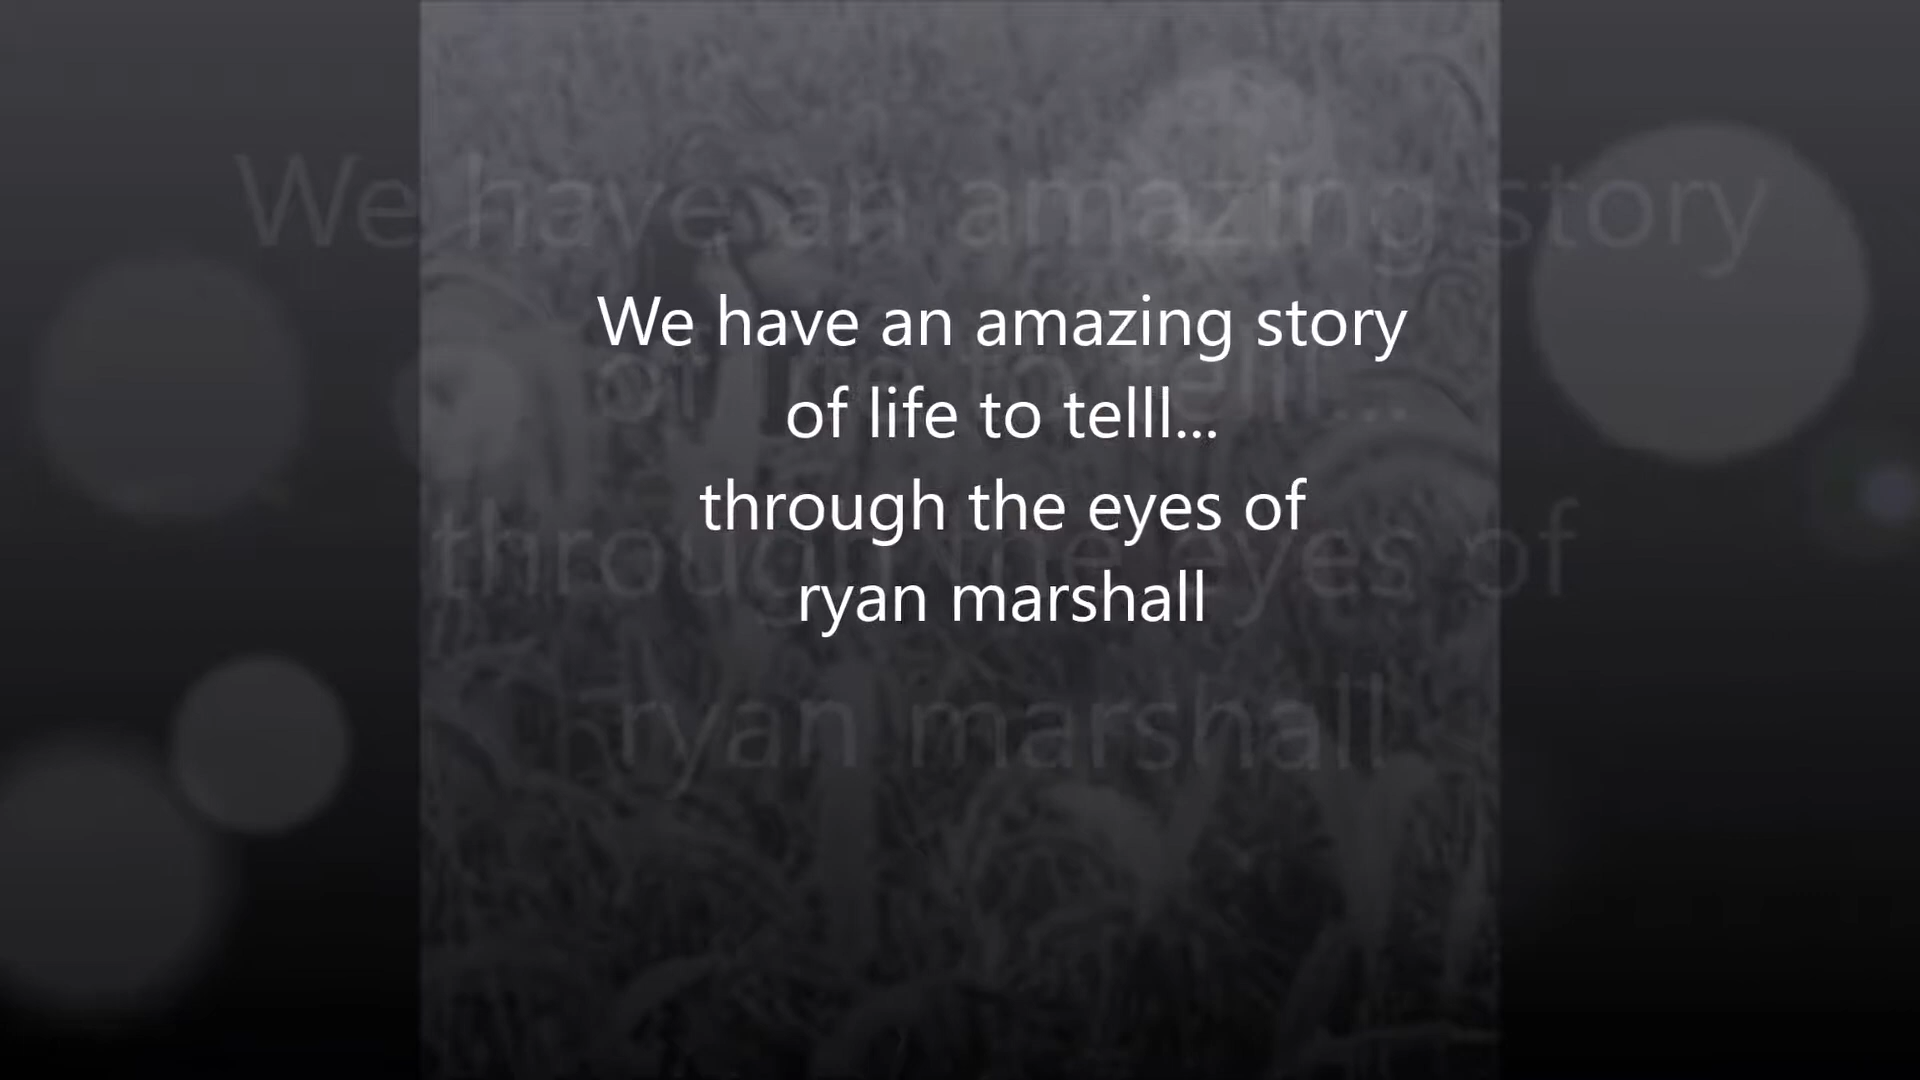 We have an amazing story
of life to telll...
through the eyes of
ryan marshall